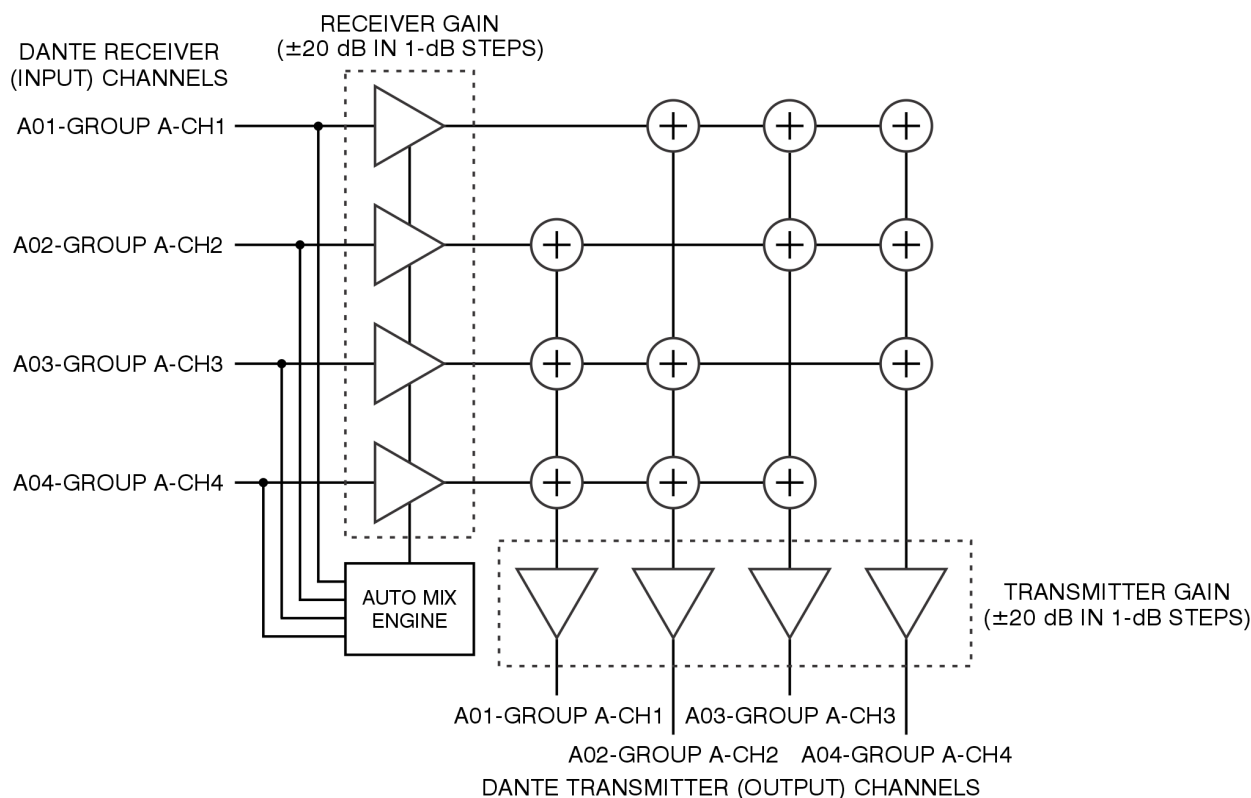 RECEIVER GAIN
(±20 dB IN 1-dB STEPS)
DANTE RECEIVER
(INPUT) CHANNELS
A01-GROUP A-CH1
A02-GROUP A-CH2
A03-GROUP A-CH3
A04-GROUP A-CH4
AUTO MIX
ENGINE
TRANSMITTER GAIN
(±20 dB IN 1-dB STEPS)
A01-GROUP A-CH1
A03-GROUP A-CH3
A02-GROUP A-CH2
A04-GROUP A-CH4
DANTE TRANSMITTER (OUTPUT) CHANNELS